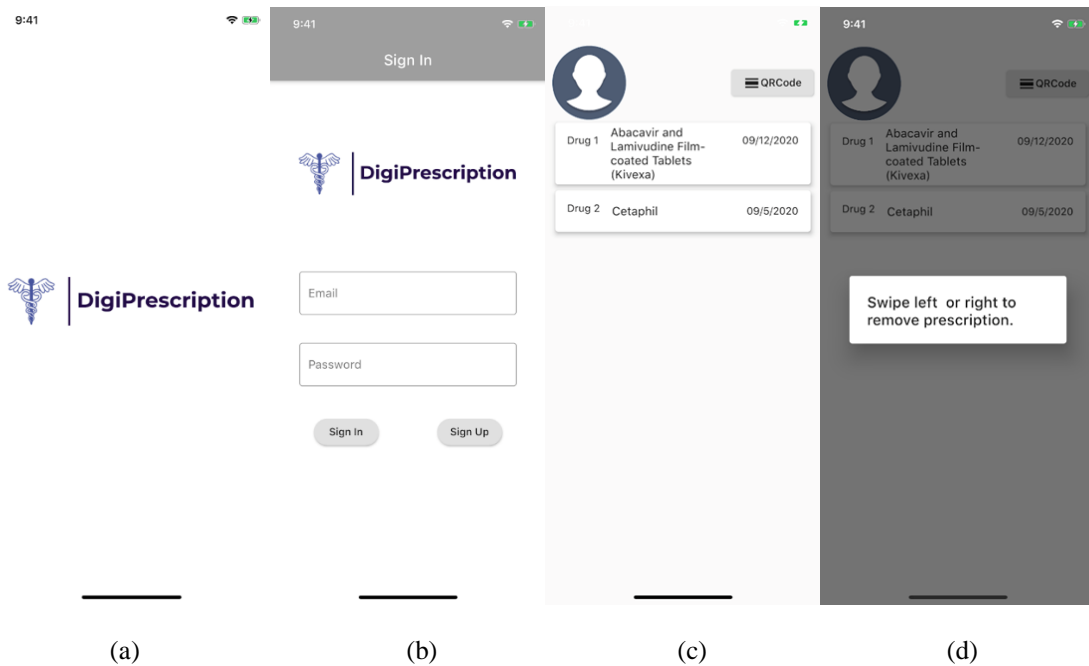 9:41
DigiPrescription
(a)
9:41
Sign In
DigiPrescription
Email
Password
Sign In
Sign Up
(b)
QRCode
Drug 1
Abacavir and
Lamivudine Film-
coated Tablets
(Kivexa)
09/12/2020
Drug 2
Cetaphil
09/5/2020
(c)
9:41
QRCode
Drug 1
Abacavir and
Lamivudine Film-
coated Tablets
(Kivexa)
09/12/2020
Drug 2
Cetaphil
09/5/2020
Swipe left or right to
remove prescription.
(d)